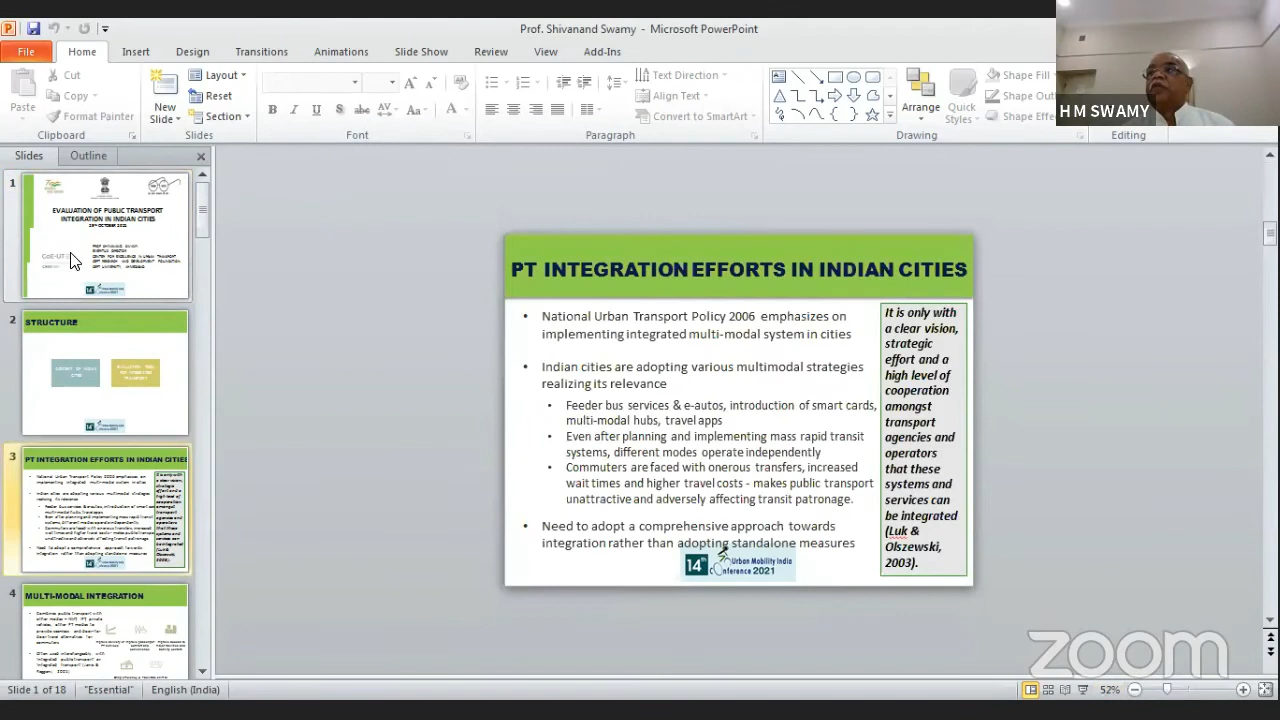 Prof. Shivanand Swamy - Microsoft PowerPoint
File Home Insert Design Transitions Animations Slide Show Review View Add-Ins
Paste
Cut
Copy
Format Painter
Clipboard
New Slide
Layout
Reset
Section
Slides
Font
Text Direction
Align Text
Convert to SmartArt
Paragraph
Arrange
Quick Styles
Shape Fill
Shape Out
Shape Effe
Drawing
Editing
H M SWAMY
Slides Outline
1
EVALUATION OF PUBLIC TRANSPORT
INTEGRATION IN INDIAN CITIES
2
STRUCTURE
3
PT INTEGRATION EFFORTS IN INDIAN CITIES
4
MULTI-MODAL INTEGRATION
PT INTEGRATION EFFORTS IN INDIAN CITIES
• National Urban Transport Policy 2006 emphasizes on
implementing integrated multi-modal system in cities
• Indian cities are adopting various multimodal strategies
realizing its relevance
• Feeder bus services & e-autos, introduction of smart cards,
multi-modal hubs, travel apps
• Even after planning and implementing mass rapid transit
systems, different modes operate independently
• Commuters are faced with onerous transfers, increased
wait times and higher travel costs - makes public transport
unattractive and adversely affecting transit patronage.
• Need to adopt a comprehensive approach towards
integration rather than adopting standalone measures
It is only with
a clear vision,
strategic
effort and a
high level of
cooperation
amongst
transport
agencies and
operators
that these
systems and
services can
be integrated
(Luk &
Olszewski,
2003).
14th Urban Mobility India
Conference 2021
zoom
Slide 1 of 18 "Essential" English (India) 52%